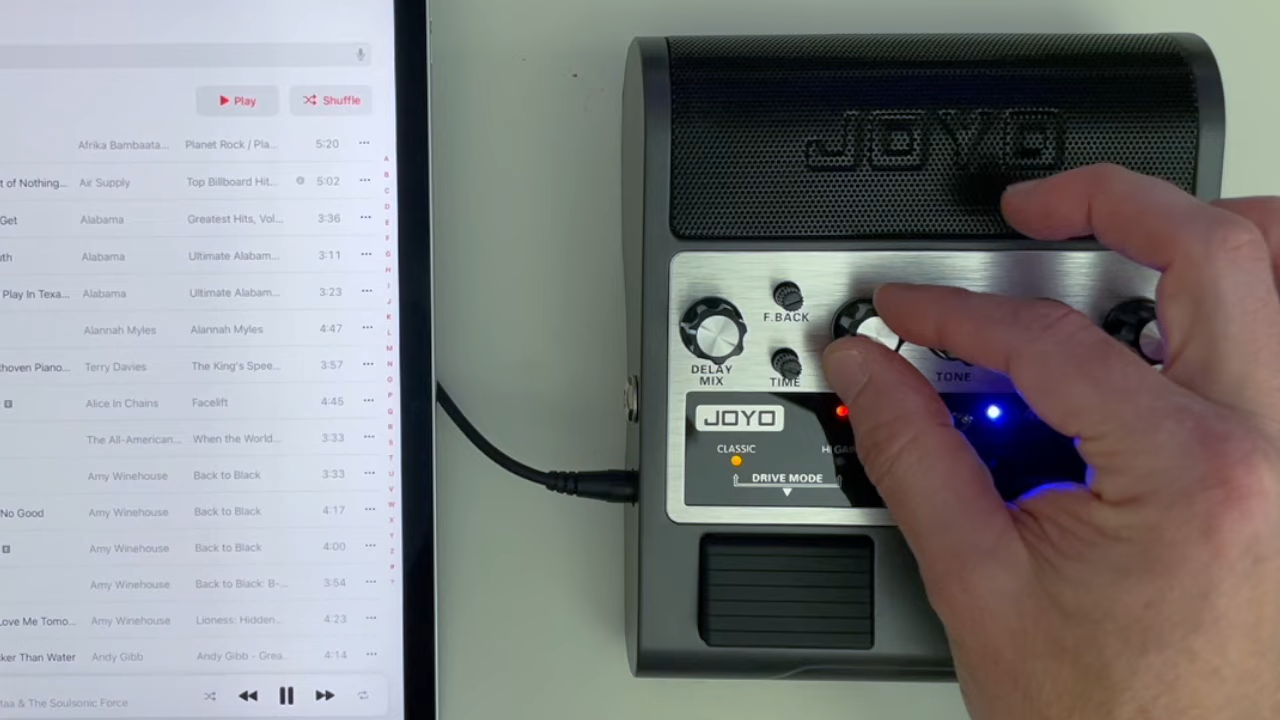 Play Shuffle
Afrika Bambaata... Planet Rock / Pla... 5:20
t of Nothing... Air Supply Top Billboard Hit... 5:02
Get Alabama Greatest Hits, Vol... 3:36
uth Alabama Ultimate Alabam... 3:11
Play In Texa... Alabama Ultimate Alabam... 3:23
Alannah Myles Alannah Myles 4:47
thoven Piano... Terry Davies The King's Spee... 3:57
E Alice In Chains Facelift 4:45
The All-American... When the World... 3:33
Amy Winehouse Back to Black 3:33
No Good Amy Winehouse Back to Black 4:17
E Amy Winehouse Back to Black 4:00
Amy Winehouse Back to Black: B-... 3:54
Love Me Tomo... Amy Winehouse Lioness: Hidden... 4:23
cker Than Water Andy Gibb Andy Gibb - Grea... 4:14
taa & The Soulsonic Force
JOYO
F.BACK
DELAY
MIX
TIME
TONE
JOYO
CLASSIC
HI GAI
DRIVE MODE